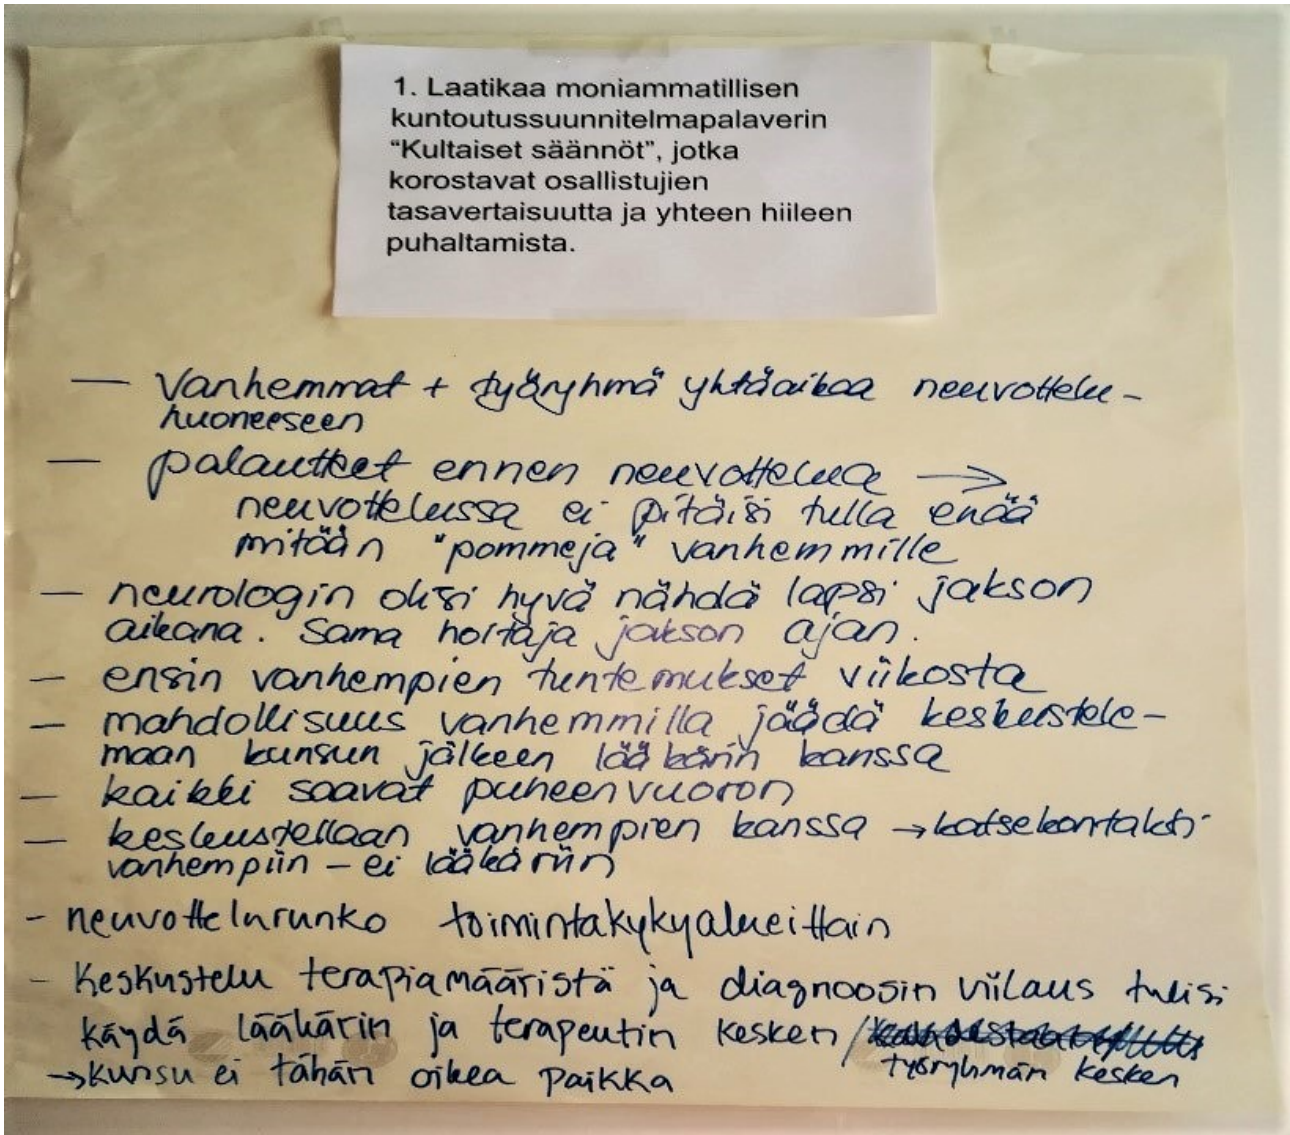 1. Laatikaa moniammatillisen
kuntoutussuunnitelmapalaverin
“Kultaiset säännöt”, jotka
korostavat osallistujien
tasavertaisuutta ja yhteen hiileen
puhaltamista.
— Vanhemmat + työryhmä yhtäaikaa neuvottelu-
huoneeseen
— palautteet ennen neuvottelua →
neuvottelussa ei pitäisi tulla enää
mitään "pommeja" vanhemmille
— neurologin olisi hyvä nähdä lapsi jakson
aikana. Sama hoitaja jakson ajan.
— ensin vanhempien tuntemukset viikosta
— mahdollisuus vanhemmilla jäädä keskustele-
maan kunsun jälkeen lääkärin kanssa
— kaikki saavat puheenvuoron
— keskustellaan vanhempien kanssa → katsekontakti
vanhempiin – ei lääkäriin
- neuvottelurunko toimintakykyalueittain
- Keskustelu terapiamääristä ja diagnoosin viilaus tulisi
käydä lääkärin ja terapeutin kesken /
työryhmän kesken
→ kunsu ei tähän oikea paikka